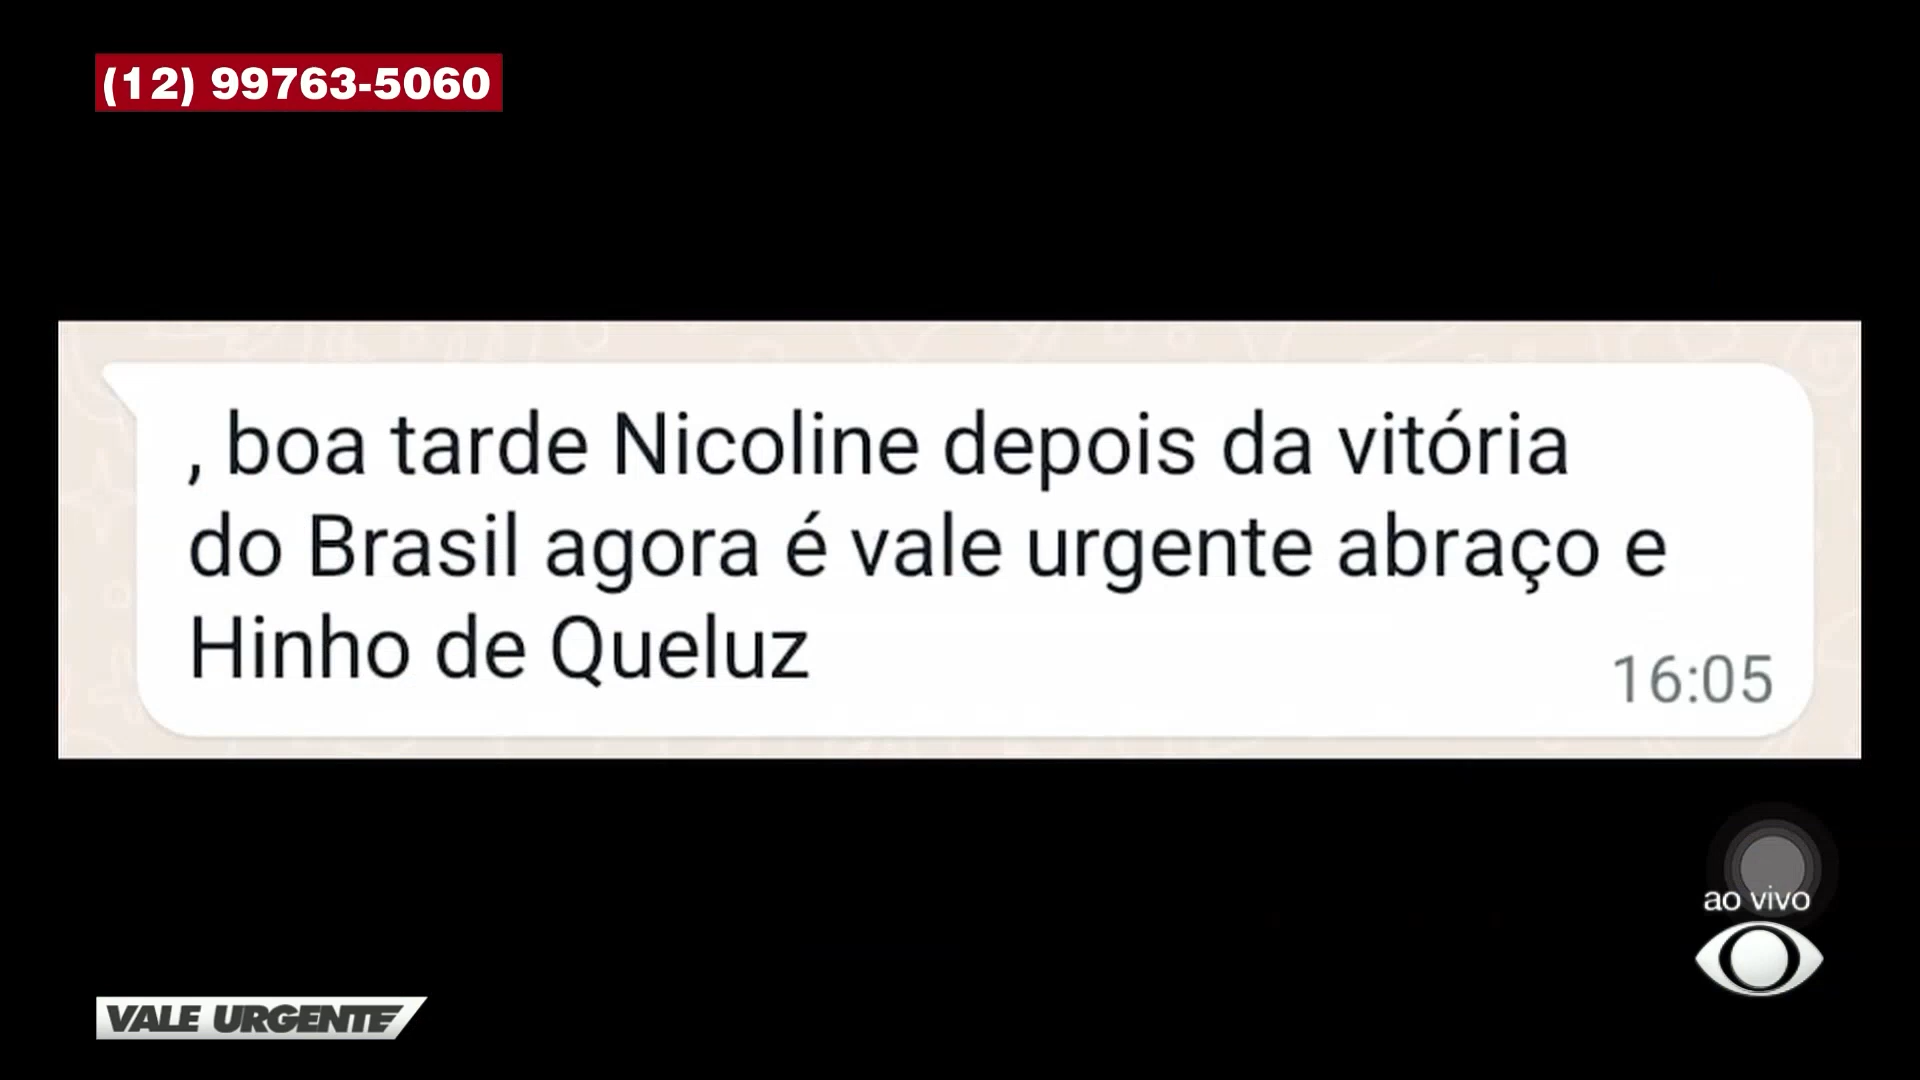 (12) 99763-5060
, boa tarde Nicoline depois da vitória
do Brasil agora é vale urgente abraço e
Hinho de Queluz
16:05
ao vivo
VALE URGENTE